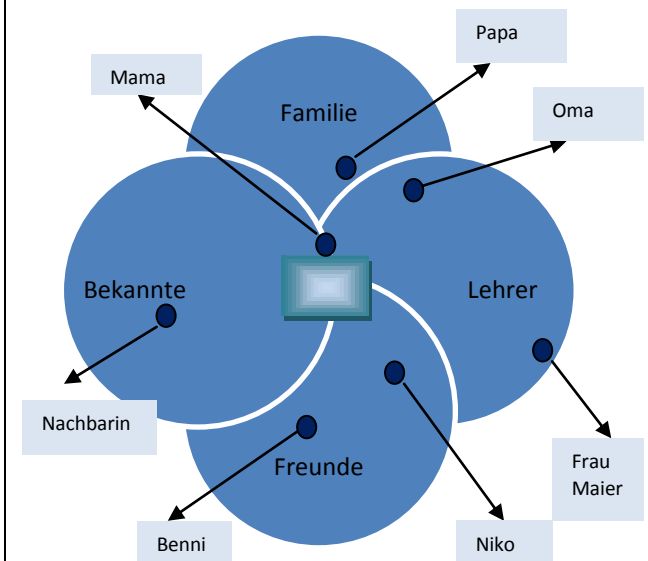 Papa
Mama
Oma
Familie
Bekannte
Lehrer
Nachbarin
Frau
Maier
Freunde
Benni
Niko